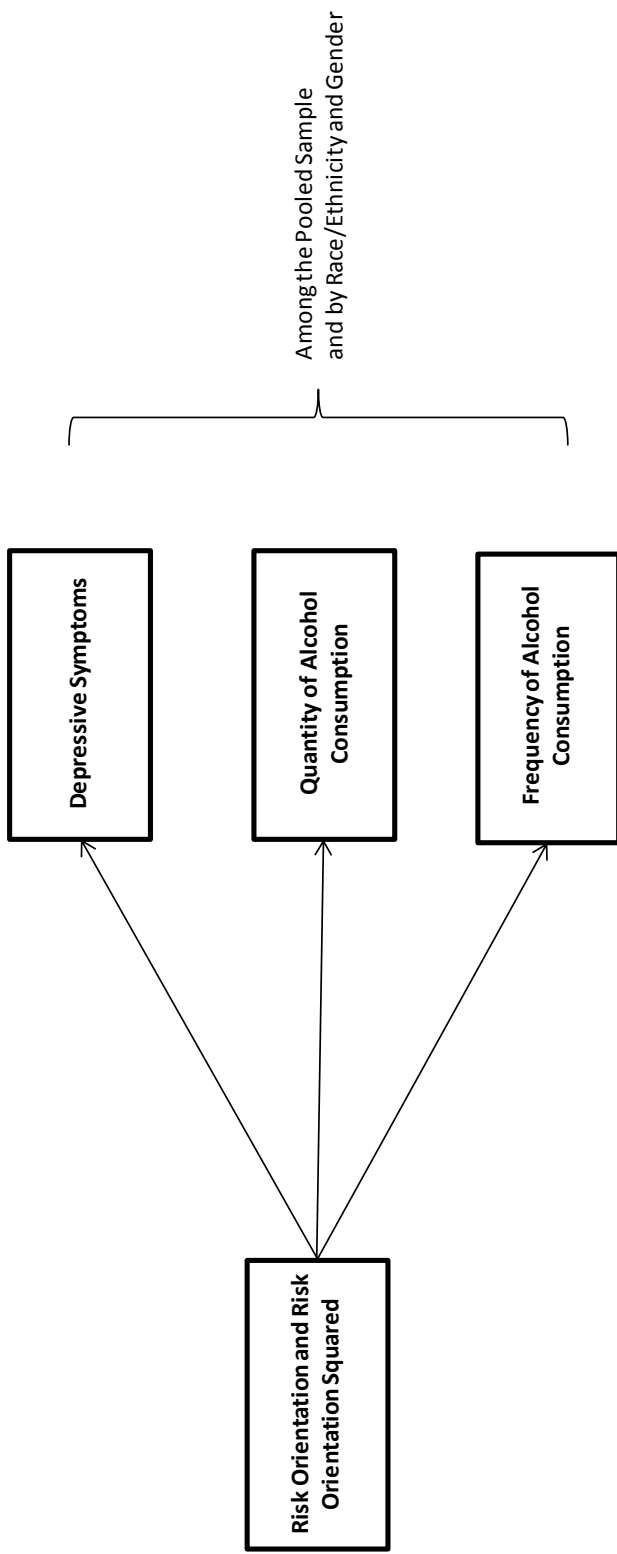 Risk Orientation and Risk
Orientation Squared
Depressive Symptoms
Quantity of Alcohol
Consumption
Frequency of Alcohol
Consumption
Among the Pooled Sample
and by Race/Ethnicity and Gender